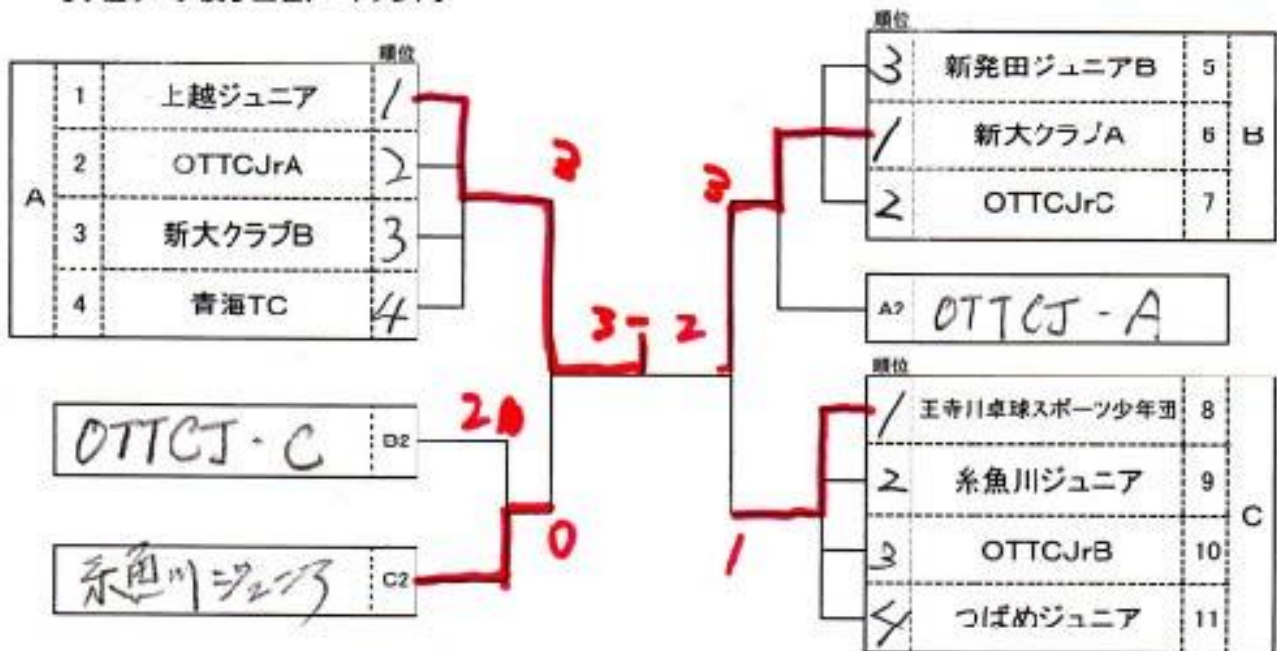 順位
A
1 上越ジュニア 1
2 OTTCJrA 2
3 新大クラブB 3
4 青海TC 4
順位
3 新発田ジュニアB 5
1 新大クラブA 6
2 OTTCJrC 7
B
A2 OTTCJ-A
3
3
3-2
OTTCJ・C B2
2
0
糸魚川ジュニア C2
順位
1 王寺川卓球スポーツ少年団 8
2 糸魚川ジュニア 9
3 OTTCJrB 10
4 つばめジュニア 11
C
1